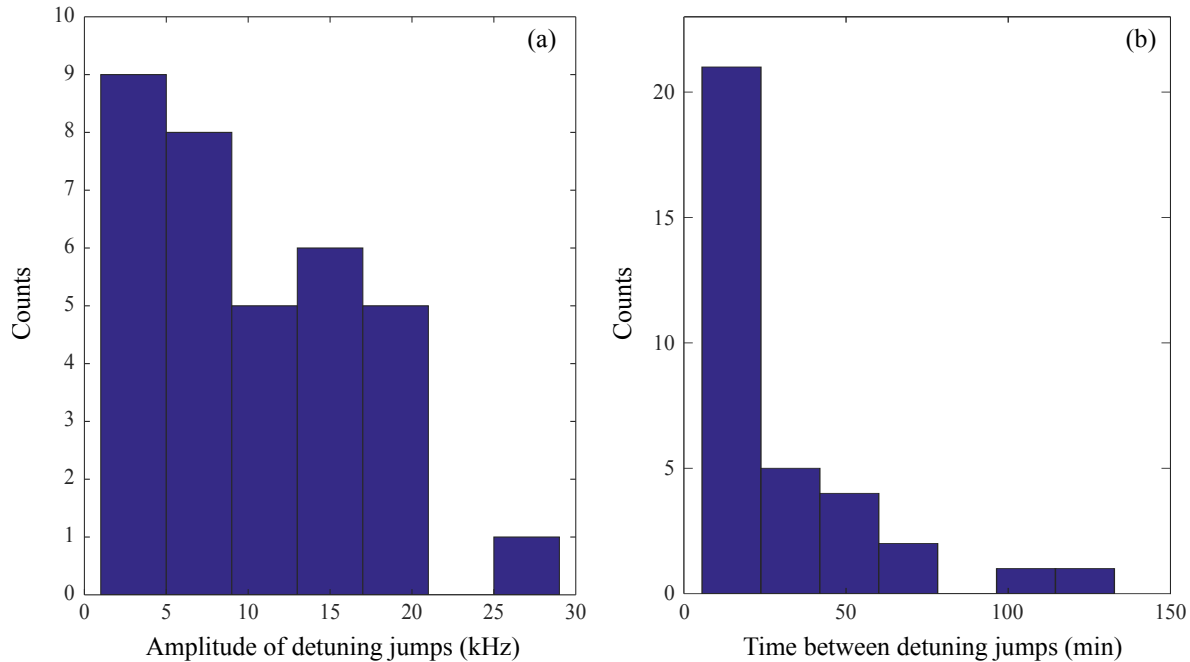 (a)
10
9
8
7
6
5
4
3
2
1
0
Counts
0 5 10 15 20 25 30
Amplitude of detuning jumps (kHz)
(b)
20
15
10
5
0
Counts
0 50 100 150
Time between detuning jumps (min)